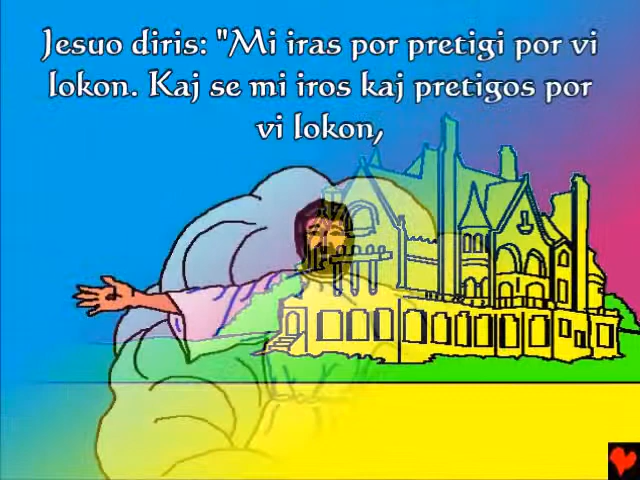 Jesuo diris: "Mi iras por pretigi por vi
lokon. Kaj se mi iros kaj pretigos por
vi lokon,